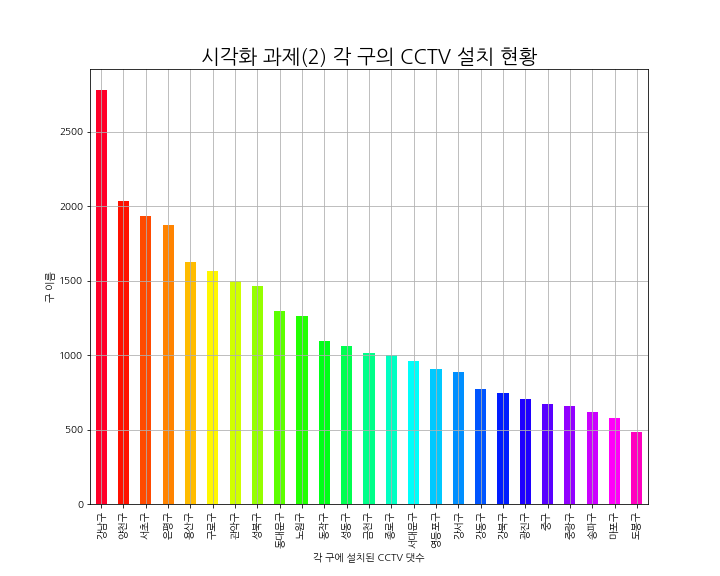 시각화 과제(2) 각 구의 CCTV 설치 현황
구 이름
2500
2000
1500
1000
500
0
강남구
양천구
서초구
은평구
용산구
구로구
관악구
성북구
동대문구
노원구
동작구
성동구
금천구
종로구
서대문구
영등포구
강서구
강동구
강북구
광진구
중구
중랑구
송파구
마포구
도봉구
각 구에 설치된 CCTV 댓수